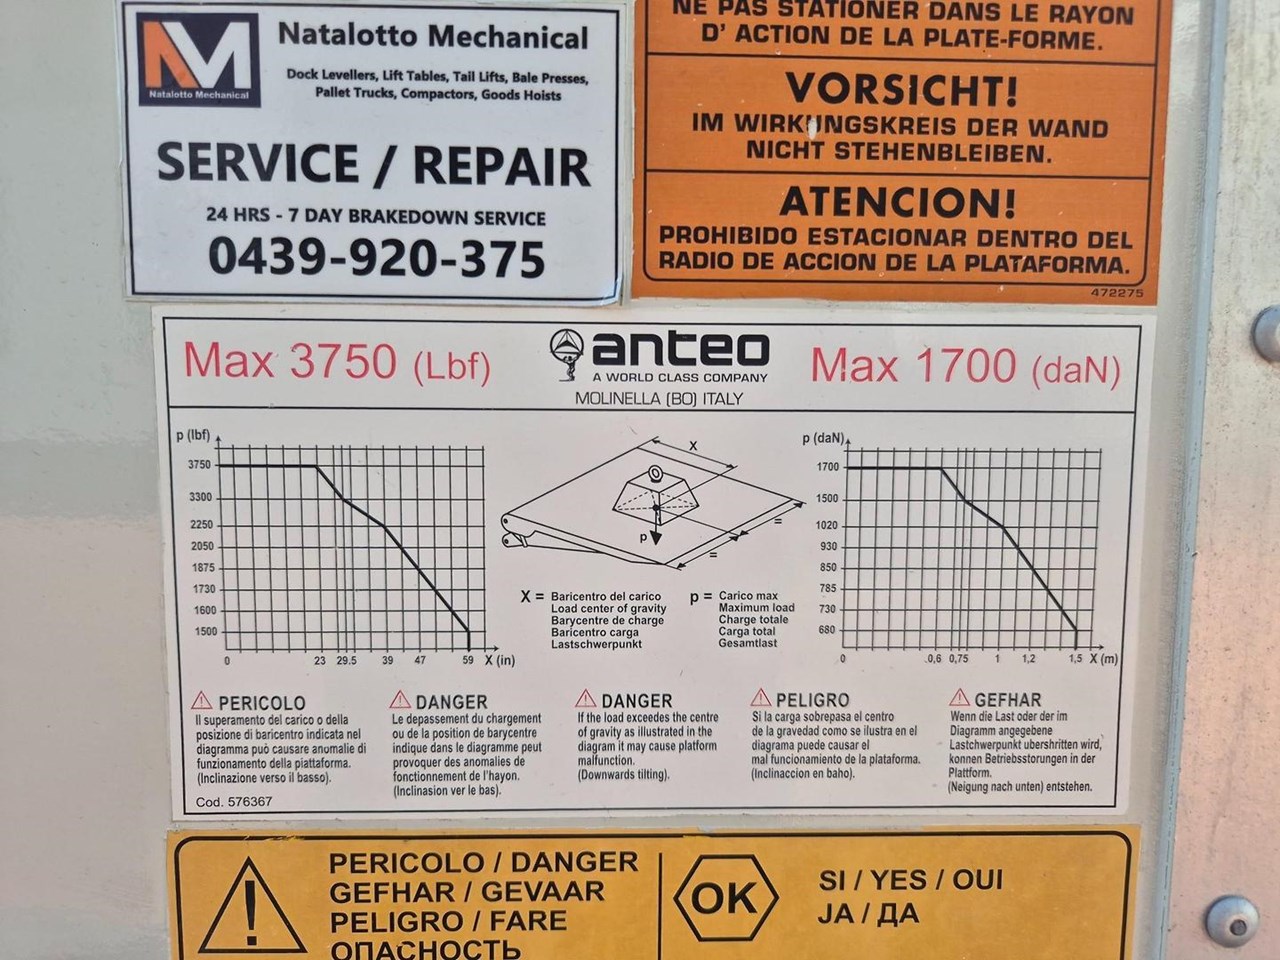 NATALOTTO MECHANICAL
Natalotto Mechanical
Dock Levellers, Lift Tables, Tail Lifts, Bale Presses,
Pallet Trucks, Compactors, Goods Hoists
SERVICE / REPAIR
24 HRS - 7 DAY BRAKEDOWN SERVICE
0439-920-375
NE PAS STATIONER DANS LE RAYON
D' ACTION DE LA PLATE-FORME.
VORSICHT!
IM WIRKUNGSKREIS DER WAND
NICHT STEHENBLEIBEN.
ATENCION!
PROHIBIDO ESTACIONAR DENTRO DEL
RADIO DE ACCION DE LA PLATAFORMA.
472275
Max 3750 (Lbf)
anteo
A WORLD CLASS COMPANY
MOLINELLA (BO) ITALY
Max 1700 (daN)
p (lbf)
3750
3300
2250
2050
1875
1730
1600
1500
0 23 29.5 39 47 59 X (in)
X
p
=
=
X = Baricentro del carico
Load center of gravity
Barycentre de charge
Baricentro carga
Lastschwerpunkt
p = Carico max
Maximum load
Charge totale
Carga total
Gesamtlast
p (daN)
1700
1500
1020
930
850
785
730
680
0 0,6 0,75 1 1,2 1,5 X (m)
PERICOLO
Il superamento del carico o della
posizione di baricentro indicata nel
diagramma può causare anomalie di
funzionamento della piattaforma.
(Inclinazione verso il basso).
DANGER
Le depassement du chargement
ou de la position de barycentre
indique dans le diagramme peut
provoquer des anomalies de
fonctionnement de l'hayon.
(Inclinasion ver le bas).
DANGER
If the load exceedes the centre
of gravity as illustrated in the
diagram it may cause platform
malfunction.
(Downwards tilting).
PELIGRO
Si la carga sobrepasa el centro
de la gravedad como se ilustra en el
diagrama puede causar el
mal funcionamiento de la plataforma.
(Inclinaccion en baho).
GEFHAR
Wenn die Last oder der im
Diagramm angegebene
Lastchwerpunkt ubershritten wird,
konnen Betriebsstorungen in der
Plattform.
(Neigung nach unten) entstehen.
Cod. 576367
PERICOLO / DANGER
GEFHAR / GEVAAR
PELIGRO / FARE
ОПАСНОСТЬ
OK
SI / YES / OUI
JA / ДА